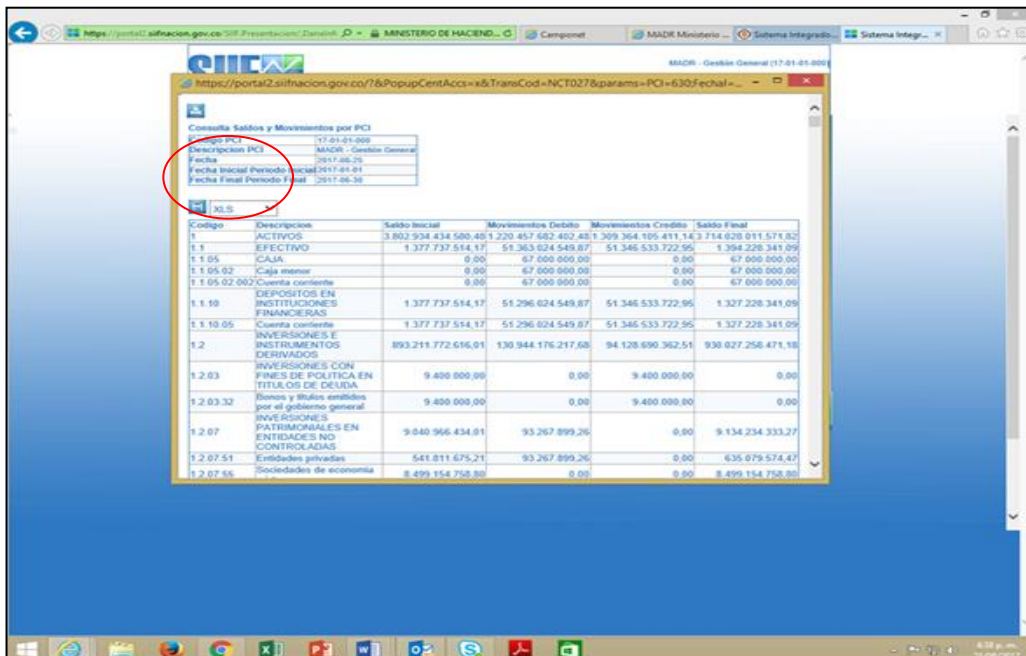 https://portal2.siifnacion.gov.co/SIIF.Presentacion/
MINISTERIO DE HACIEND...
Camponet
MADR Ministerio ...
Sistema Integrado...
Sistema Integr...
SIIF
MADR - Gestión General (17-01-01-000)
https://portal2.siifnacion.gov.co/?&PopupCentAccs=x&TransCod=NCT027&params=PCI=630;FechaI=...
Consulta Saldos y Movimientos por PCI
Codigo PCI 17-01-01-000
Descripcion PCI MADR - Gestión General
Fecha 2017-08-25
Fecha Inicial Periodo Inicial 2017-01-01
Fecha Final Periodo Final 2017-06-30
XLS
Codigo Descripcion Saldo Inicial Movimientos Debito Movimientos Credito Saldo Final
1 ACTIVOS 3.802.934.434.580,48 1.220.457.682.402,48 1.309.364.105.411,14 3.714.028.011.571,82
1.1 EFECTIVO 1.377.737.514,17 51.363.024.549,87 51.346.533.722,95 1.394.228.341,09
1.1.05 CAJA 0,00 67.000.000,00 0,00 67.000.000,00
1.1.05.02 Caja menor 0,00 67.000.000,00 0,00 67.000.000,00
1.1.05.02.002 Cuenta corriente 0,00 67.000.000,00 0,00 67.000.000,00
DEPOSITOS EN
1.1.10 INSTITUCIONES 1.377.737.514,17 51.296.024.549,87 51.346.533.722,95 1.327.228.341,09
FINANCIERAS
1.1.10.05 Cuenta corriente 1.377.737.514,17 51.296.024.549,87 51.346.533.722,95 1.327.228.341,09
INVERSIONES E
1.2 INSTRUMENTOS 893.211.772.616,01 130.944.176.217,68 94.128.690.362,51 930.027.258.471,18
DERIVADOS
INVERSIONES CON
1.2.03 FINES DE POLITICA EN 9.400.000,00 0,00 9.400.000,00 0,00
TITULOS DE DEUDA
1.2.03.32 Bonos y títulos emitidos 9.400.000,00 0,00 9.400.000,00 0,00
por el gobierno general
INVERSIONES
1.2.07 PATRIMONIALES EN 9.040.966.434,01 93.267.899,26 0,00 9.134.234.333,27
ENTIDADES NO
CONTROLADAS
1.2.07.51 Entidades privadas 541.811.675,21 93.267.899,26 0,00 635.079.574,47
1.2.07.55 Sociedades de economía 8.499.154.758,80 0,00 0,00 8.499.154.758,80